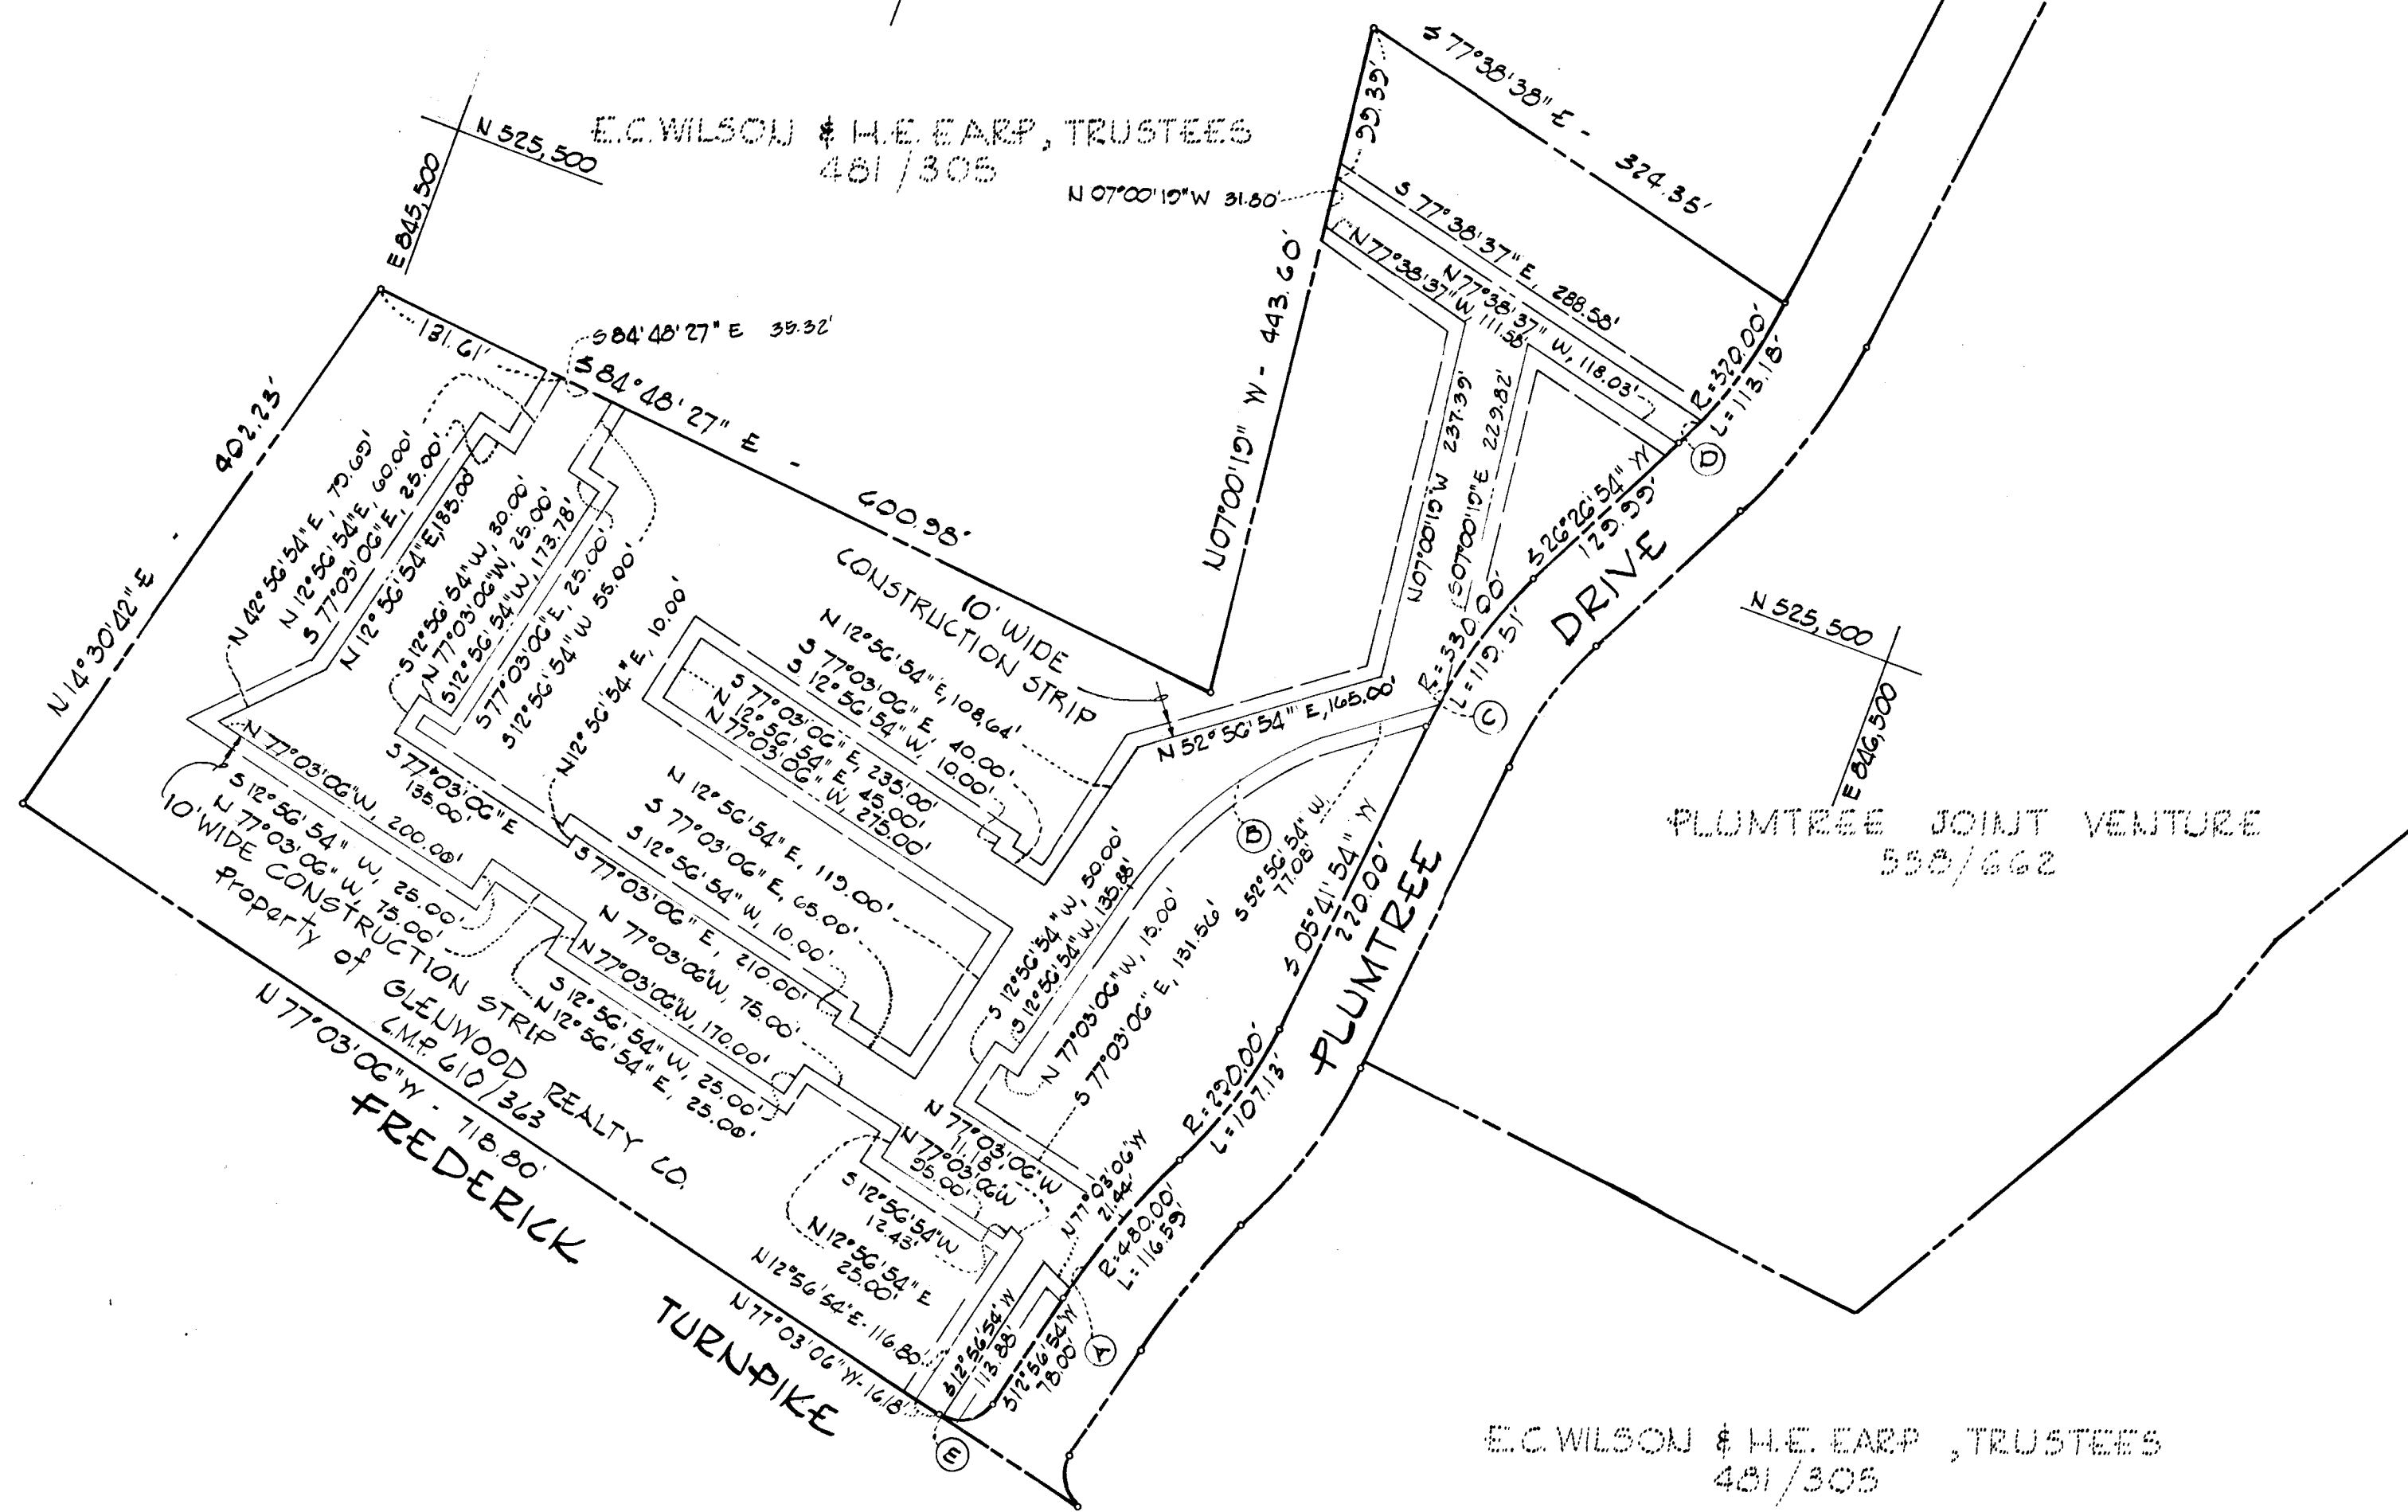 S 77°38'38" E - 324.35'
99.39'
E.C. WILSON & H.E. EARP, TRUSTEES
481/305
N 525,500
E 845,500
N 07°00'19"W 31.80'
S 77°38'37" E, 288.58'
N 77°38'37" W, 118.03'
N 77°38'37" W, 111.58'
R=320.00'
L=113.18'
D
131.61'
S 84°48'27" E 35.32'
S 84°48'27" E - 600.98'
N 07°00'19" W - 443.60'
N 07°00'19"W 237.39'
S 07°00'19"E 229.82'
S 26°26'54" W
129.99'
402.23'
N 14°30'42" E
N 42°56'54" E, 79.69'
N 12°56'54" E, 60.00'
S 77°03'06" E, 25.00'
N 12°56'54" E, 185.00'
S 12°56'54" W, 30.00'
N 77°03'06" W, 25.00'
S 12°56'54" W, 173.78'
S 77°03'06" E, 25.00'
S 12°56'54" W 55.00'
N 12°56'54" E, 10.00'
10' WIDE
CONSTRUCTION STRIP
N 12°56'54" E, 108.64'
S 77°03'06" E, 40.00'
S 12°56'54" W, 10.00'
S 77°03'06" E, 235.00'
N 12°56'54" E 45.00'
N 77°03'06" W, 275.00'
N 52°56'54" E, 165.00'
R=330.00'
L=119.51'
C
DRIVE
N 525,500
E 846,500
PLUMTREE JOINT VENTURE
550/662
N 77°03'06"W, 200.00'
S 12°56'54" W, 25.00'
N 77°03'06" W, 75.00'
10' WIDE CONSTRUCTION STRIP
Property of
GLENWOOD REALTY CO.
C.M.P. 610/363
S 77°03'06" E
135.00'
N 12°56'54" E, 119.00'
S 77°03'06" E, 65.00'
S 12°56'54" W, 10.00'
S 77°03'06" E, 210.00'
N 77°03'06"W, 75.00'
N 77°03'06"W, 170.00'
S 12°56'54" W, 25.00'
N 12°56'54" E, 25.00'
B
S 52°56'54" W
77.08'
S 12°56'54" W, 50.00'
S 12°56'54" W, 135.88'
N 77°03'06" W, 15.00'
S 77°03'06" E, 131.56'
S 05°41'54" W
220.00'
PLUMTREE
R=290.00'
L=107.13'
N 77°03'06"W - 718.80'
FREDERICK
TURNPIKE
N 77°03'06"W
11.18'
N 77°03'06"W
95.00'
S 12°56'54"W
12.43'
N 12°56'54" E
25.00'
N 12°56'54" E - 116.80'
N 77°03'06" W - 16.18'
N 77°03'06"W
21.44'
R=480.00'
L=116.59'
S 12°56'54" W
113.88'
S 12°56'54" W
78.00'
A
E
E.C. WILSON & H.E. EARP, TRUSTEES
481/305